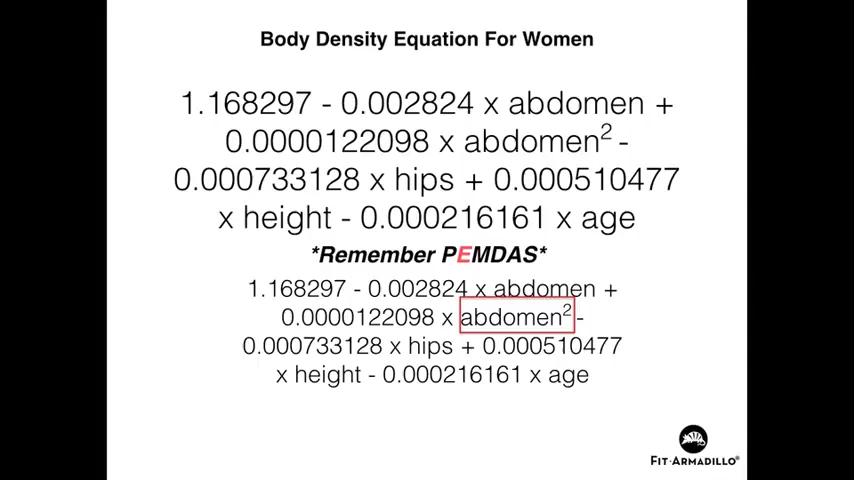 Body Density Equation For Women
1.168297 - 0.002824 x abdomen +
0.0000122098 x abdomen² -
0.000733128 x hips + 0.000510477
x height - 0.000216161 x age
*Remember PEMDAS*
1.168297 - 0.002824 x abdomen +
0.0000122098 x abdomen² -
0.000733128 x hips + 0.000510477
x height - 0.000216161 x age
FIT·ARMADILLO®